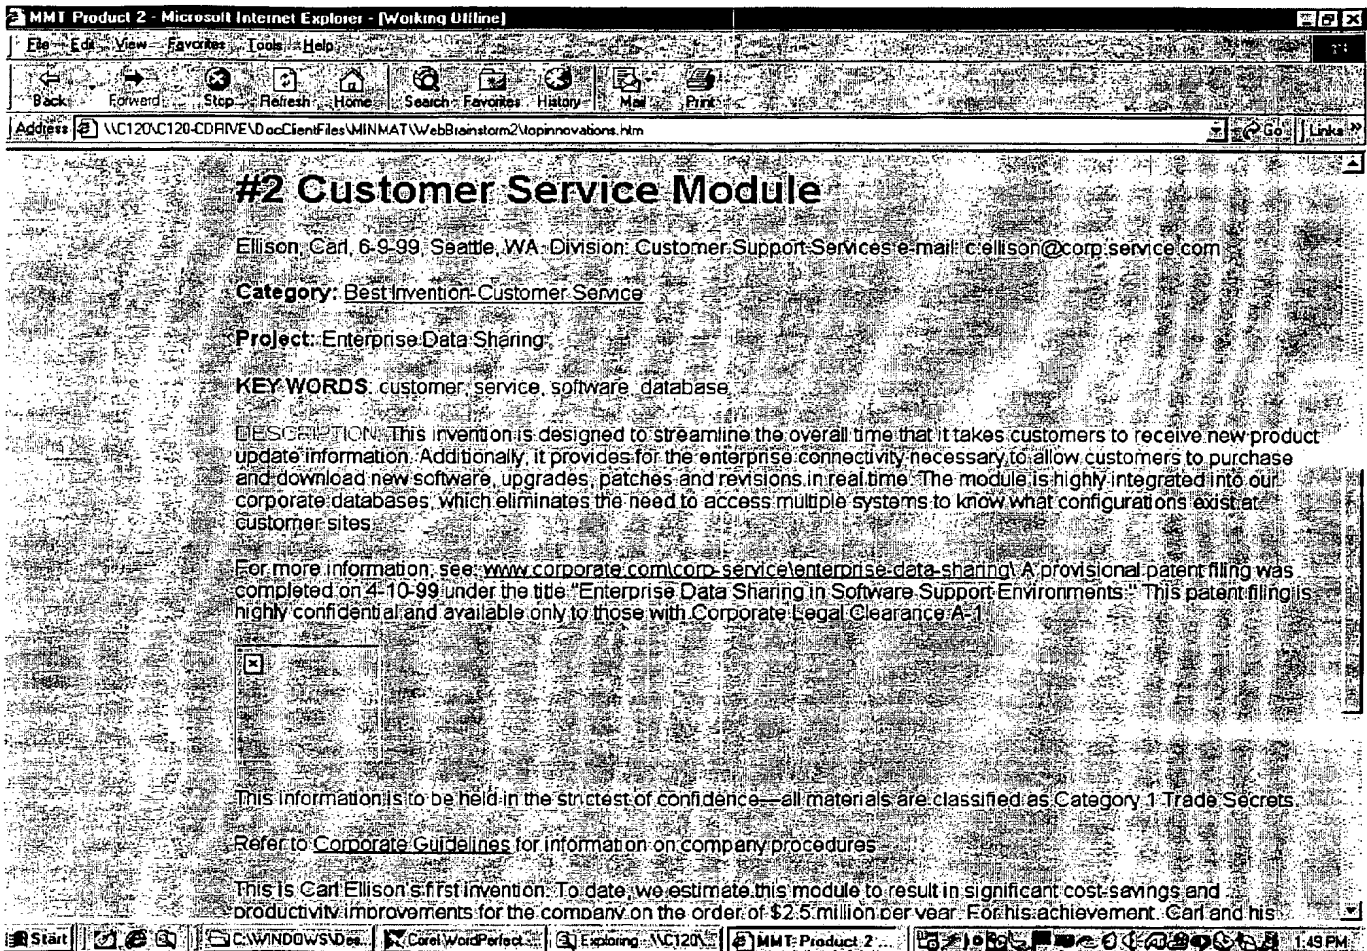 MMT Product 2 - Microsoft Internet Explorer - [Working Offline]
File Edit View Favorites Tools Help
Back Forward Stop Refresh Home Search Favorites History Mail Print
Address \\C120\C120-CDRIVE\DocClientFiles\MINMAT\WebBrainstorm2\topinnovations.htm Go Links »
#2 Customer Service Module
Ellison, Carl, 6-9-99, Seattle, WA. Division: Customer Support Services e-mail: c.ellison@corp.service.com
Category: Best Invention-Customer Service
Project: Enterprise Data Sharing
KEY WORDS: customer, service, software, database
DESCRIPTION: This invention is designed to streamline the overall time that it takes customers to receive new product
update information. Additionally, it provides for the enterprise connectivity necessary to allow customers to purchase
and download new software, upgrades, patches and revisions in real time. The module is highly integrated into our
corporate databases, which eliminates the need to access multiple systems to know what configurations exist at
customer sites.
For more information, see: www.corporate.com\corp-service\enterprise-data-sharing\ A provisional patent filing was
completed on 4-10-99 under the title "Enterprise Data Sharing in Software Support Environments." This patent filing is
highly confidential and available only to those with Corporate Legal Clearance A-1.
This information is to be held in the strictest of confidence—all materials are classified as Category 1 Trade Secrets.
Refer to Corporate Guidelines for information on company procedures
This is Carl Ellison's first invention. To date, we estimate this module to result in significant cost-savings and
productivity improvements for the company on the order of $2.5 million per year. For his achievement, Carl and his
Start C:\WINDOWS\Des... Corel WordPerfect... Exploring - \\C120\... MMT Product 2 ... 1:49 PM